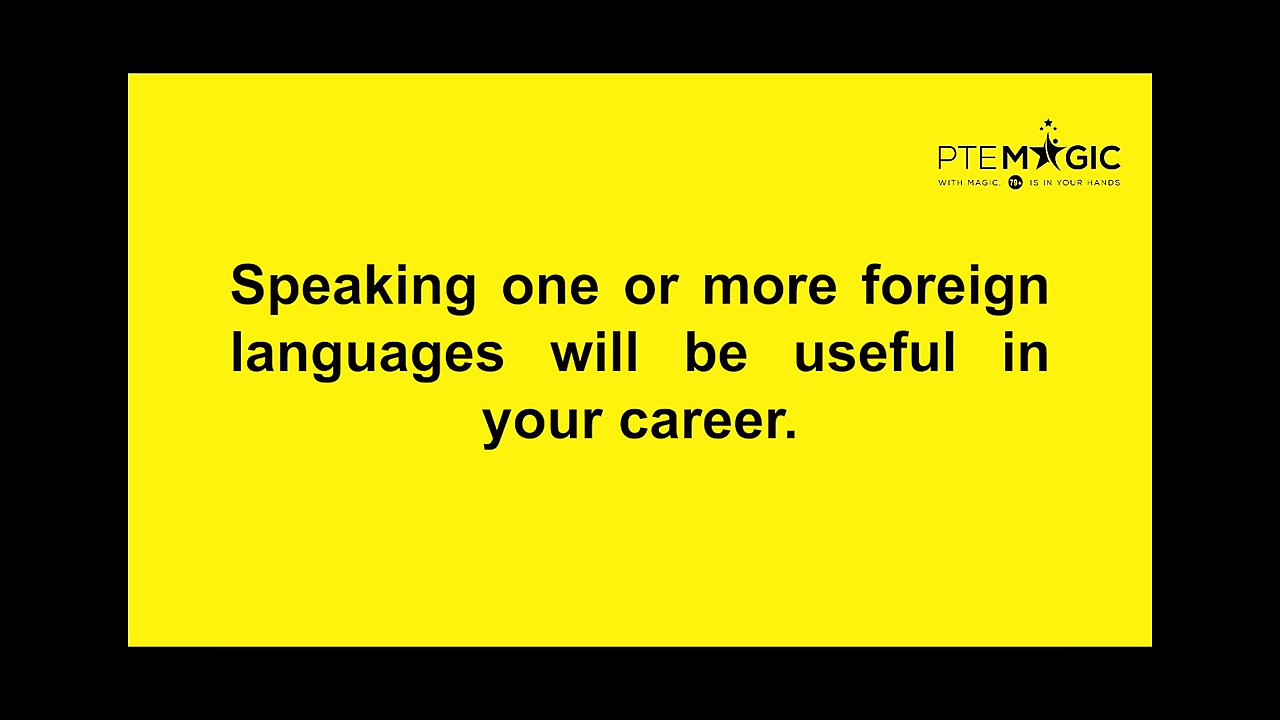 PTEMAGIC
WITH MAGIC, 79+ IS IN YOUR HANDS
Speaking one or more foreign
languages will be useful in
your career.